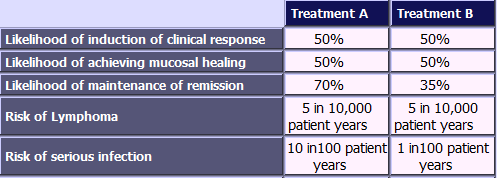 Treatment A Treatment B
Likelihood of induction of clinical response 50% 50%
Likelihood of achieving mucosal healing 50% 50%
Likelihood of maintenance of remission 70% 35%
Risk of Lymphoma 5 in 10,000 patient years 5 in 10,000 patient years
Risk of serious infection 10 in100 patient years 1 in100 patient years